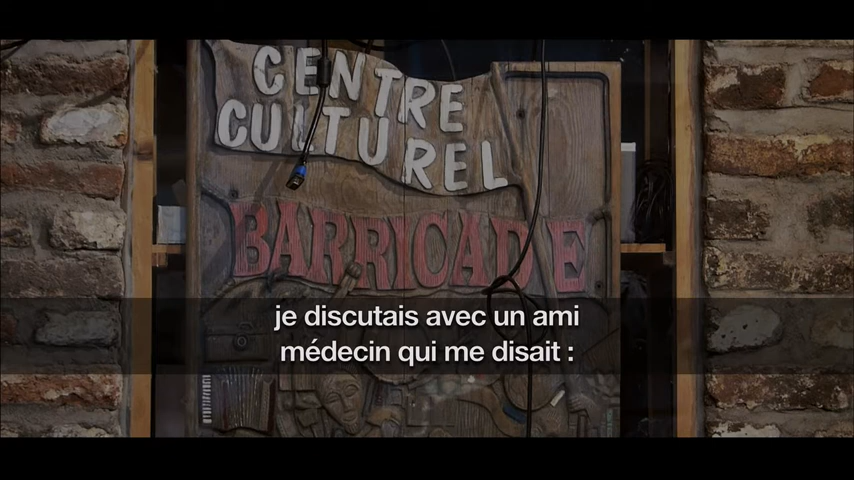 CENTRE
CULTUREL
BARRICADE
je discutais avec un ami
médecin qui me disait :